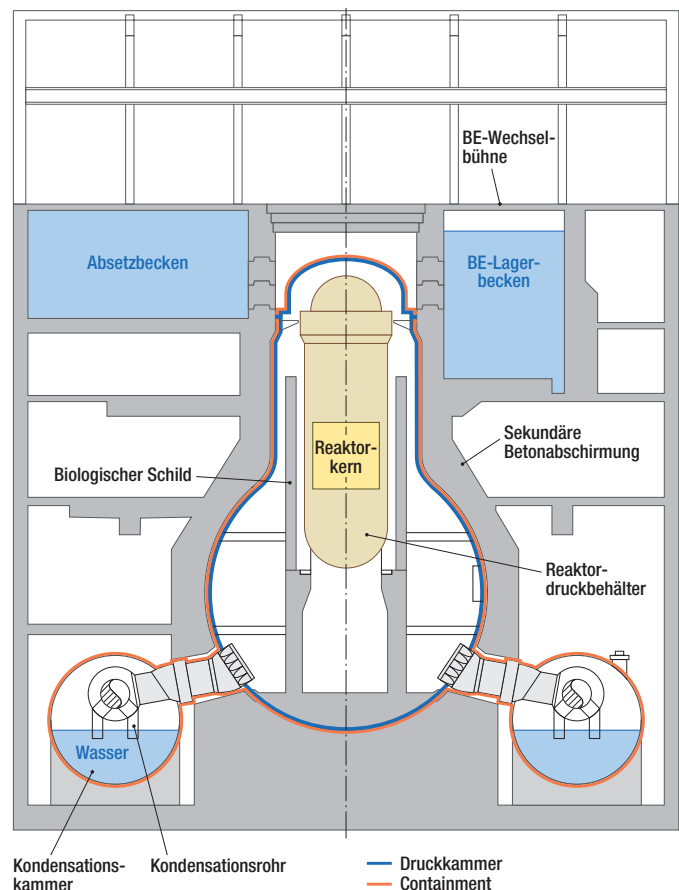 BE-Wechsel-
bühne
Absetzbecken
BE-Lager-
becken
Reaktor-
kern
Sekundäre
Betonabschirmung
Biologischer Schild
Reaktor-
druckbehälter
Wasser
Kondensations-
kammer
Kondensationsrohr
Druckkammer
Containment